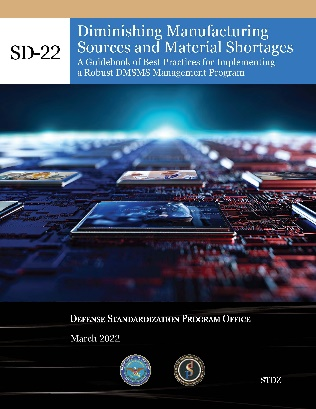 SD-22
Diminishing Manufacturing
Sources and Material Shortages
A Guidebook of Best Practices for Implementing
a Robust DMSMS Management Program
DEFENSE STANDARDIZATION PROGRAM OFFICE
March 2022
STDZ